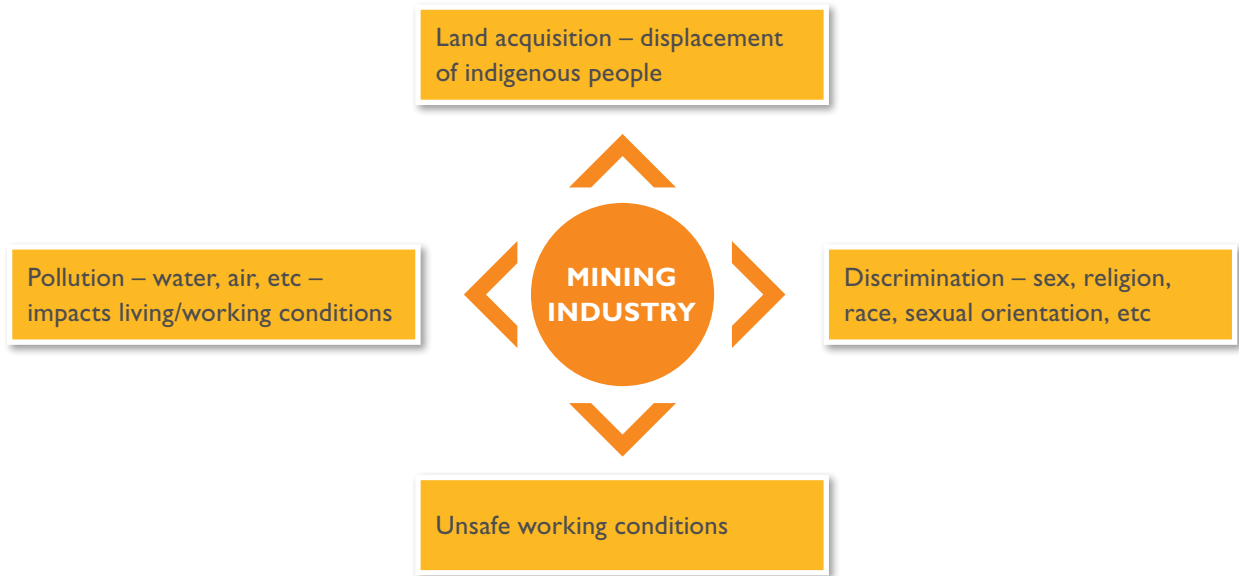 Land acquisition – displacement
of indigenous people
Pollution – water, air, etc –
impacts living/working conditions
MINING
INDUSTRY
Discrimination – sex, religion,
race, sexual orientation, etc
Unsafe working conditions